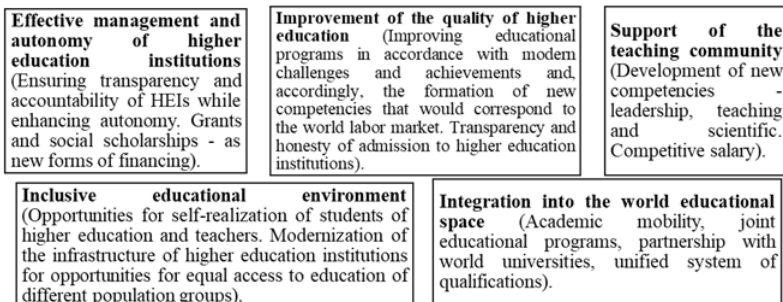 Effective management and
autonomy of higher
education institutions
(Ensuring transparency and
accountability of HEIs while
enhancing autonomy. Grants
and social scholarships - as
new forms of financing).
Improvement of the quality of higher
education (Improving educational
programs in accordance with modern
challenges and achievements and,
accordingly, the formation of new
competencies that would correspond to
the world labor market. Transparency and
honesty of admission to higher education
institutions).
Support of the
teaching community
(Development of new
competencies -
leadership, teaching
and scientific.
Competitive salary).
Inclusive educational environment
(Opportunities for self-realization of students of
higher education and teachers. Modernization of
the infrastructure of higher education institutions
for opportunities for equal access to education of
different population groups).
Integration into the world educational
space (Academic mobility, joint
educational programs, partnership with
world universities, unified system of
qualifications).